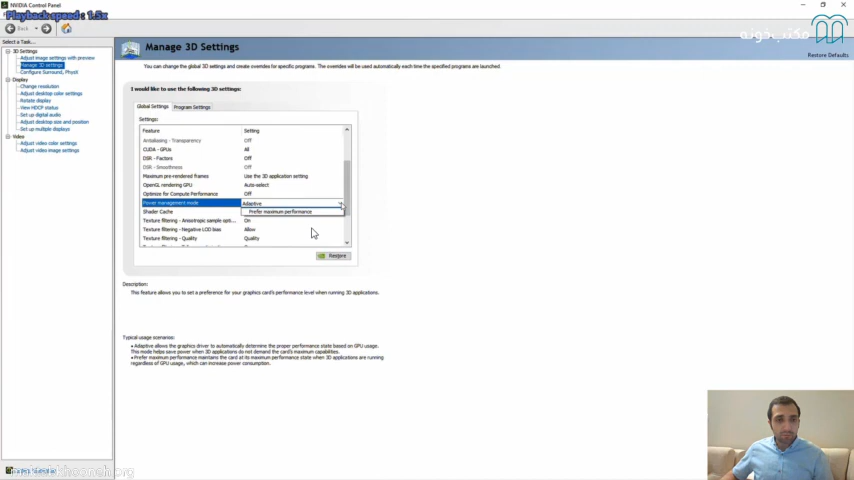 NVIDIA Control Panel
Playback speed : 1.5x
Back
مکتب‌خونه
Select a Task...
3D Settings
Adjust image settings with preview
Manage 3D settings
Configure Surround, PhysX
Display
Change resolution
Adjust desktop color settings
Rotate display
View HDCP status
Set up digital audio
Adjust desktop size and position
Set up multiple displays
Video
Adjust video color settings
Adjust video image settings
Manage 3D Settings
Restore Defaults
You can change the global 3D settings and create overrides for specific programs. The overrides will be used automatically each time the specified programs are launched.
I would like to use the following 3D settings:
Global Settings Program Settings
Settings:
Feature Setting
Antialiasing - Transparency Off
CUDA - GPUs All
DSR - Factors Off
DSR - Smoothness Off
Maximum pre-rendered frames Use the 3D application setting
OpenGL rendering GPU Auto-select
Optimize for Compute Performance Off
Power management mode Adaptive
Shader Cache Prefer maximum performance
Texture filtering - Anisotropic sample opti... On
Texture filtering - Negative LOD bias Allow
Texture filtering - Quality Quality
Restore
Description:
This feature allows you to set a preference for your graphics card's performance level when running 3D applications.
Typical usage scenarios:
• Adaptive allows the graphics driver to automatically determine the proper performance state based on GPU usage.
This mode helps save power when 3D applications do not demand the card's maximum capabilities.
• Prefer maximum performance maintains the card at its maximum performance state when 3D applications are running
regardless of GPU usage, which can increase power consumption.
maktabkhooneh.org